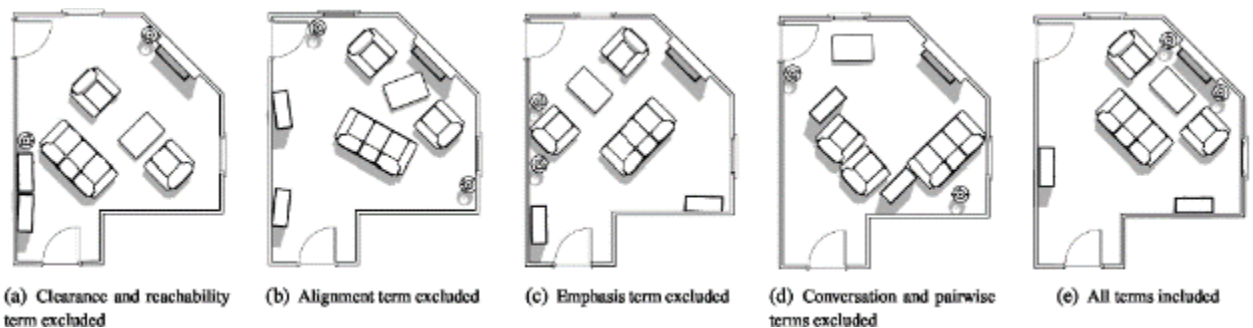 (a) Clearance and reachability
term excluded
(b) Alignment term excluded
(c) Emphasis term excluded
(d) Conversation and pairwise
terms excluded
(e) All terms included